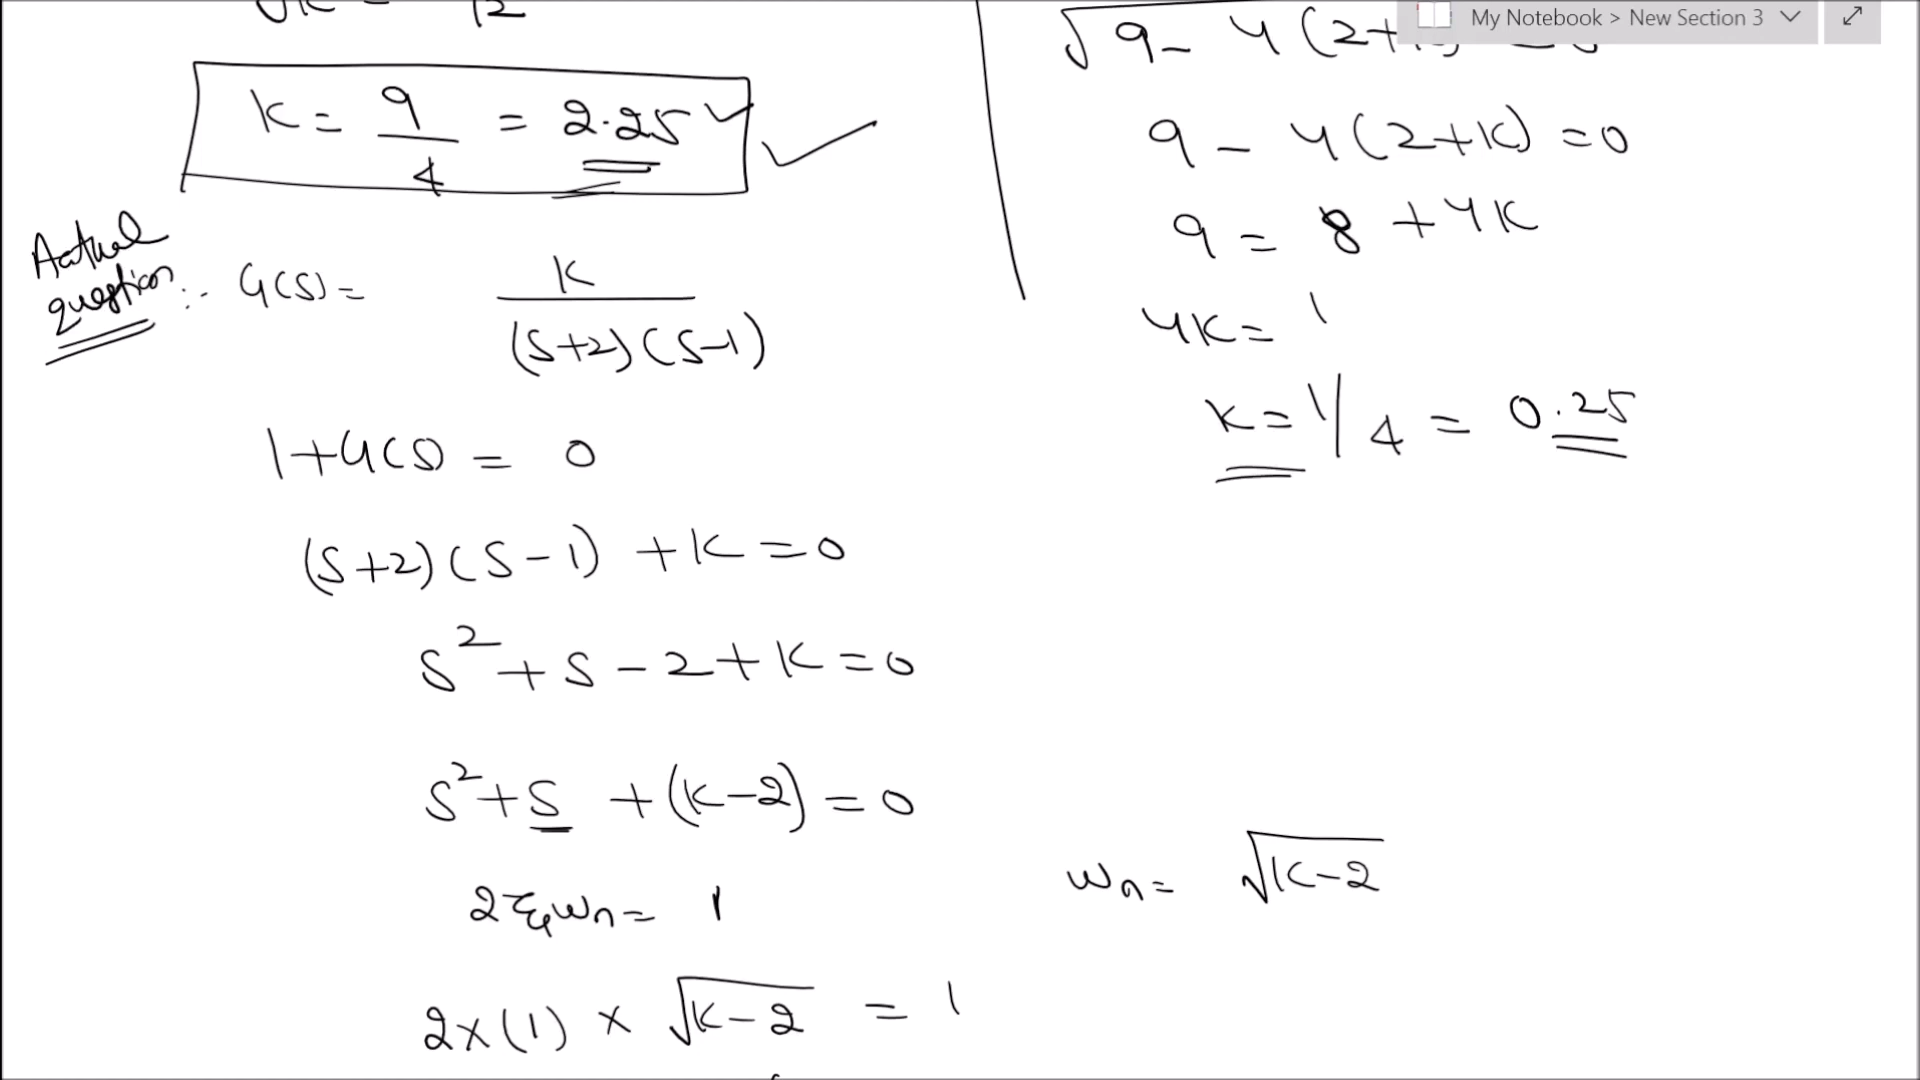 My Notebook > New Section 3
K = 9/4 = 2.25
Actual question :- G(S) = K/(S+2)(S-1)
1+G(S) = 0
(S+2)(S-1) + K = 0
S² + S - 2 + K = 0
S² + S + (K-2) = 0
2ξωn = 1
2×(1) × √K-2 = 1
9 - 4(2+K) = 0
9 = 8 + 4K
4K = 1
K = 1/4 = 0.25
ωn = √K-2